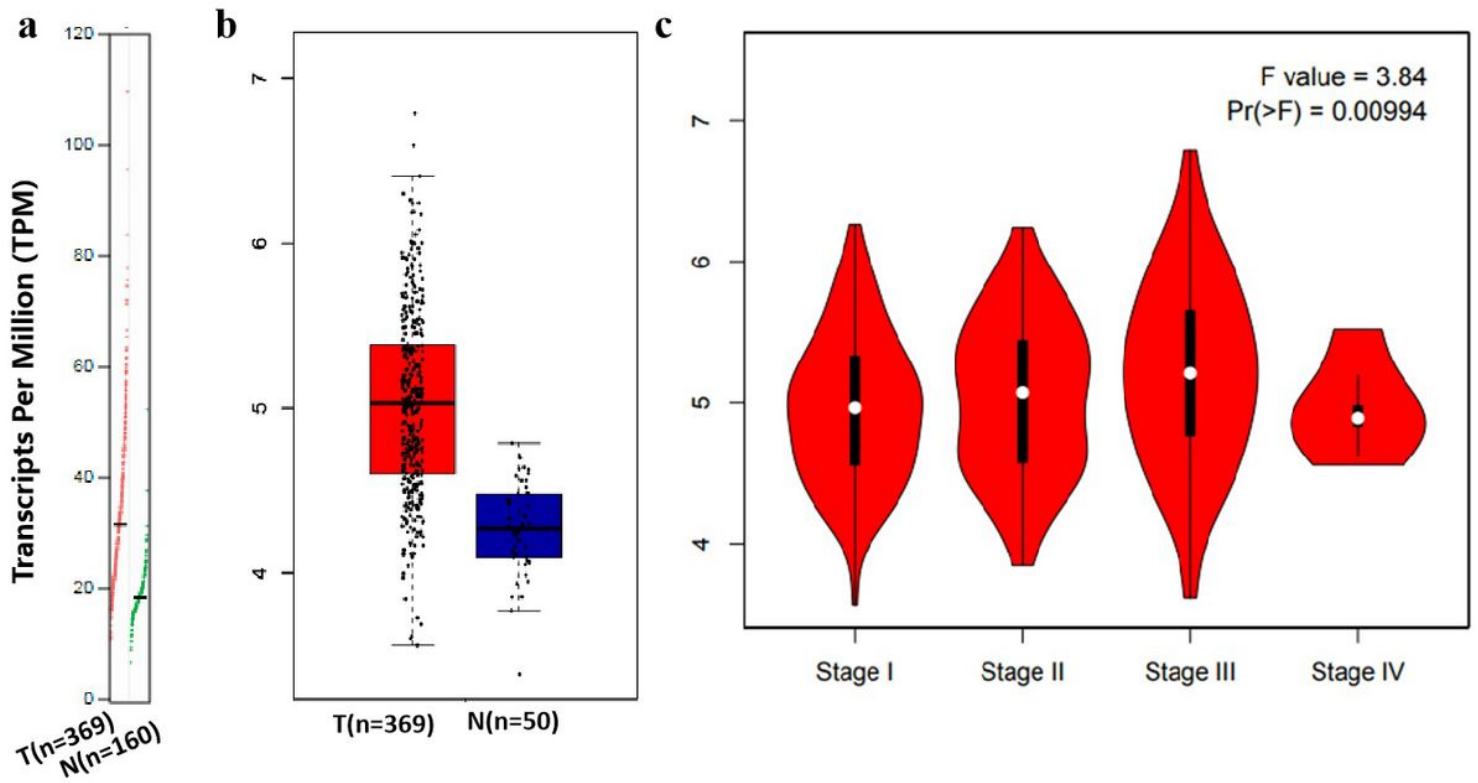 a
b
c
Transcripts Per Million (TPM)
120
100
80
60
40
20
0
T(n=369)
N(n=160)
7
6
5
4
T(n=369)
N(n=50)
F value = 3.84
Pr(>F) = 0.00994
7
6
5
4
Stage I
Stage II
Stage III
Stage IV